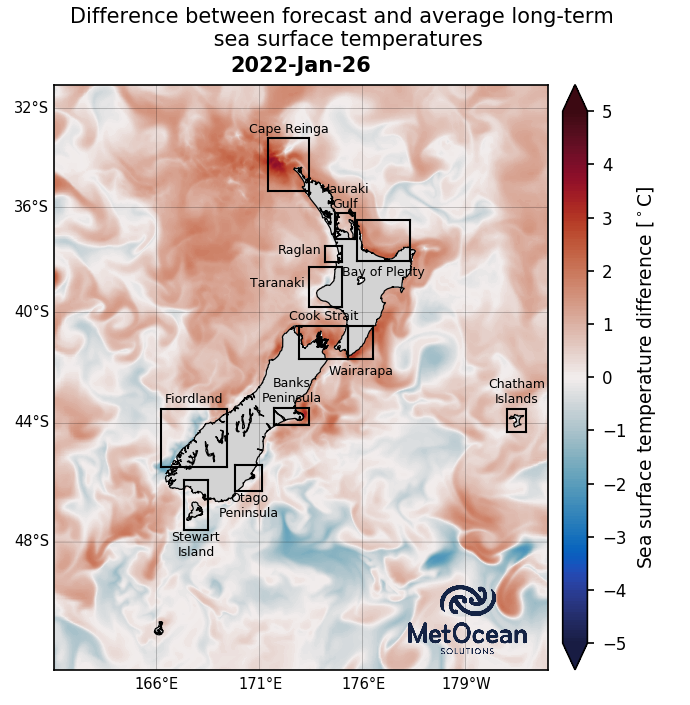 Difference between forecast and average long-term
sea surface temperatures
2022-Jan-26
32°S
36°S
40°S
44°S
48°S
166°E
171°E
176°E
179°W
Cape Reinga
Hauraki
Gulf
Raglan
Bay of Plenty
Taranaki
Cook Strait
Wairarapa
Banks
Peninsula
Fiordland
Chatham
Islands
Otago
Peninsula
Stewart
Island
MetOcean
SOLUTIONS
5
4
3
2
1
0
−1
−2
−3
−4
−5
Sea surface temperature difference [°C]